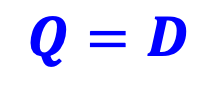 Q = D